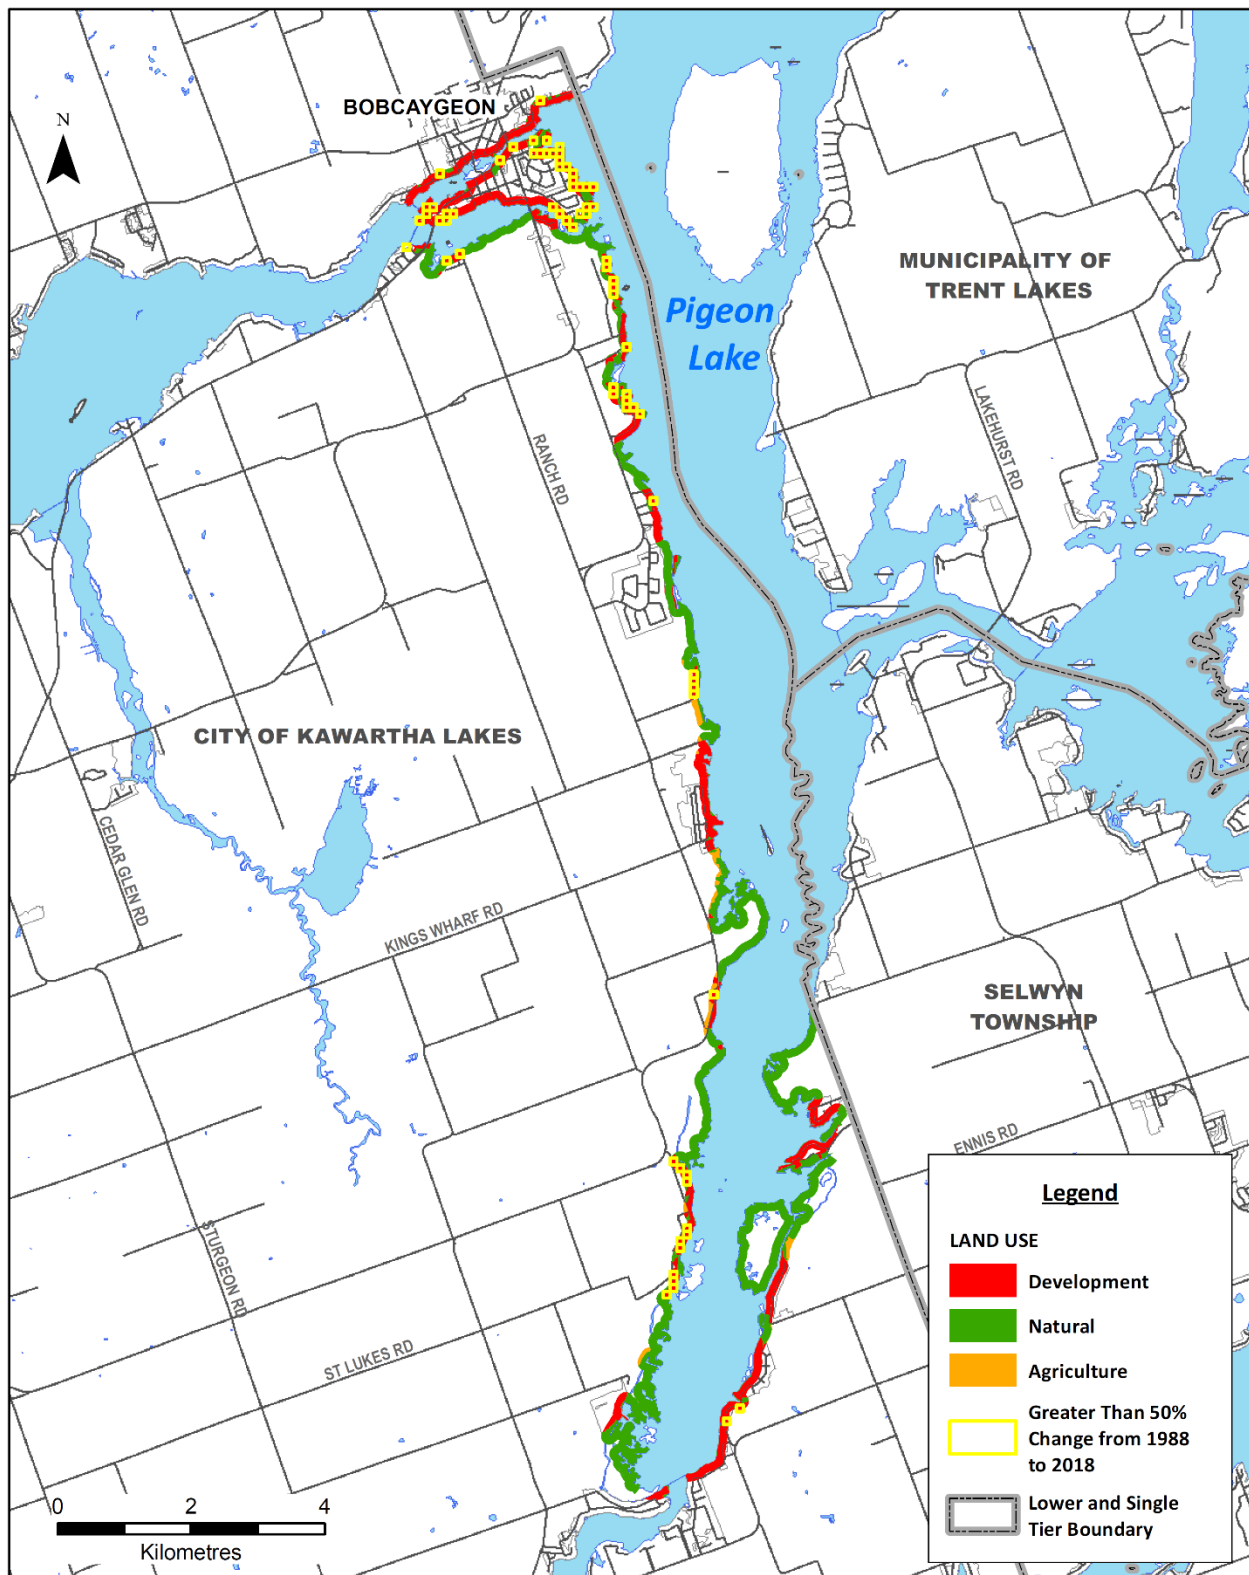 BOBCAYGEON
N
MUNICIPALITY OF
TRENT LAKES
Pigeon
Lake
LAKEHURST RD
RANCH RD
CITY OF KAWARTHA LAKES
CEDAR GLEN RD
KINGS WHARF RD
SELWYN
TOWNSHIP
ENNIS RD
STURGEON RD
ST LUKES RD
Legend
LAND USE
Development
Natural
Agriculture
Greater Than 50%
Change from 1988
to 2018
Lower and Single
Tier Boundary
0 2 4
Kilometres